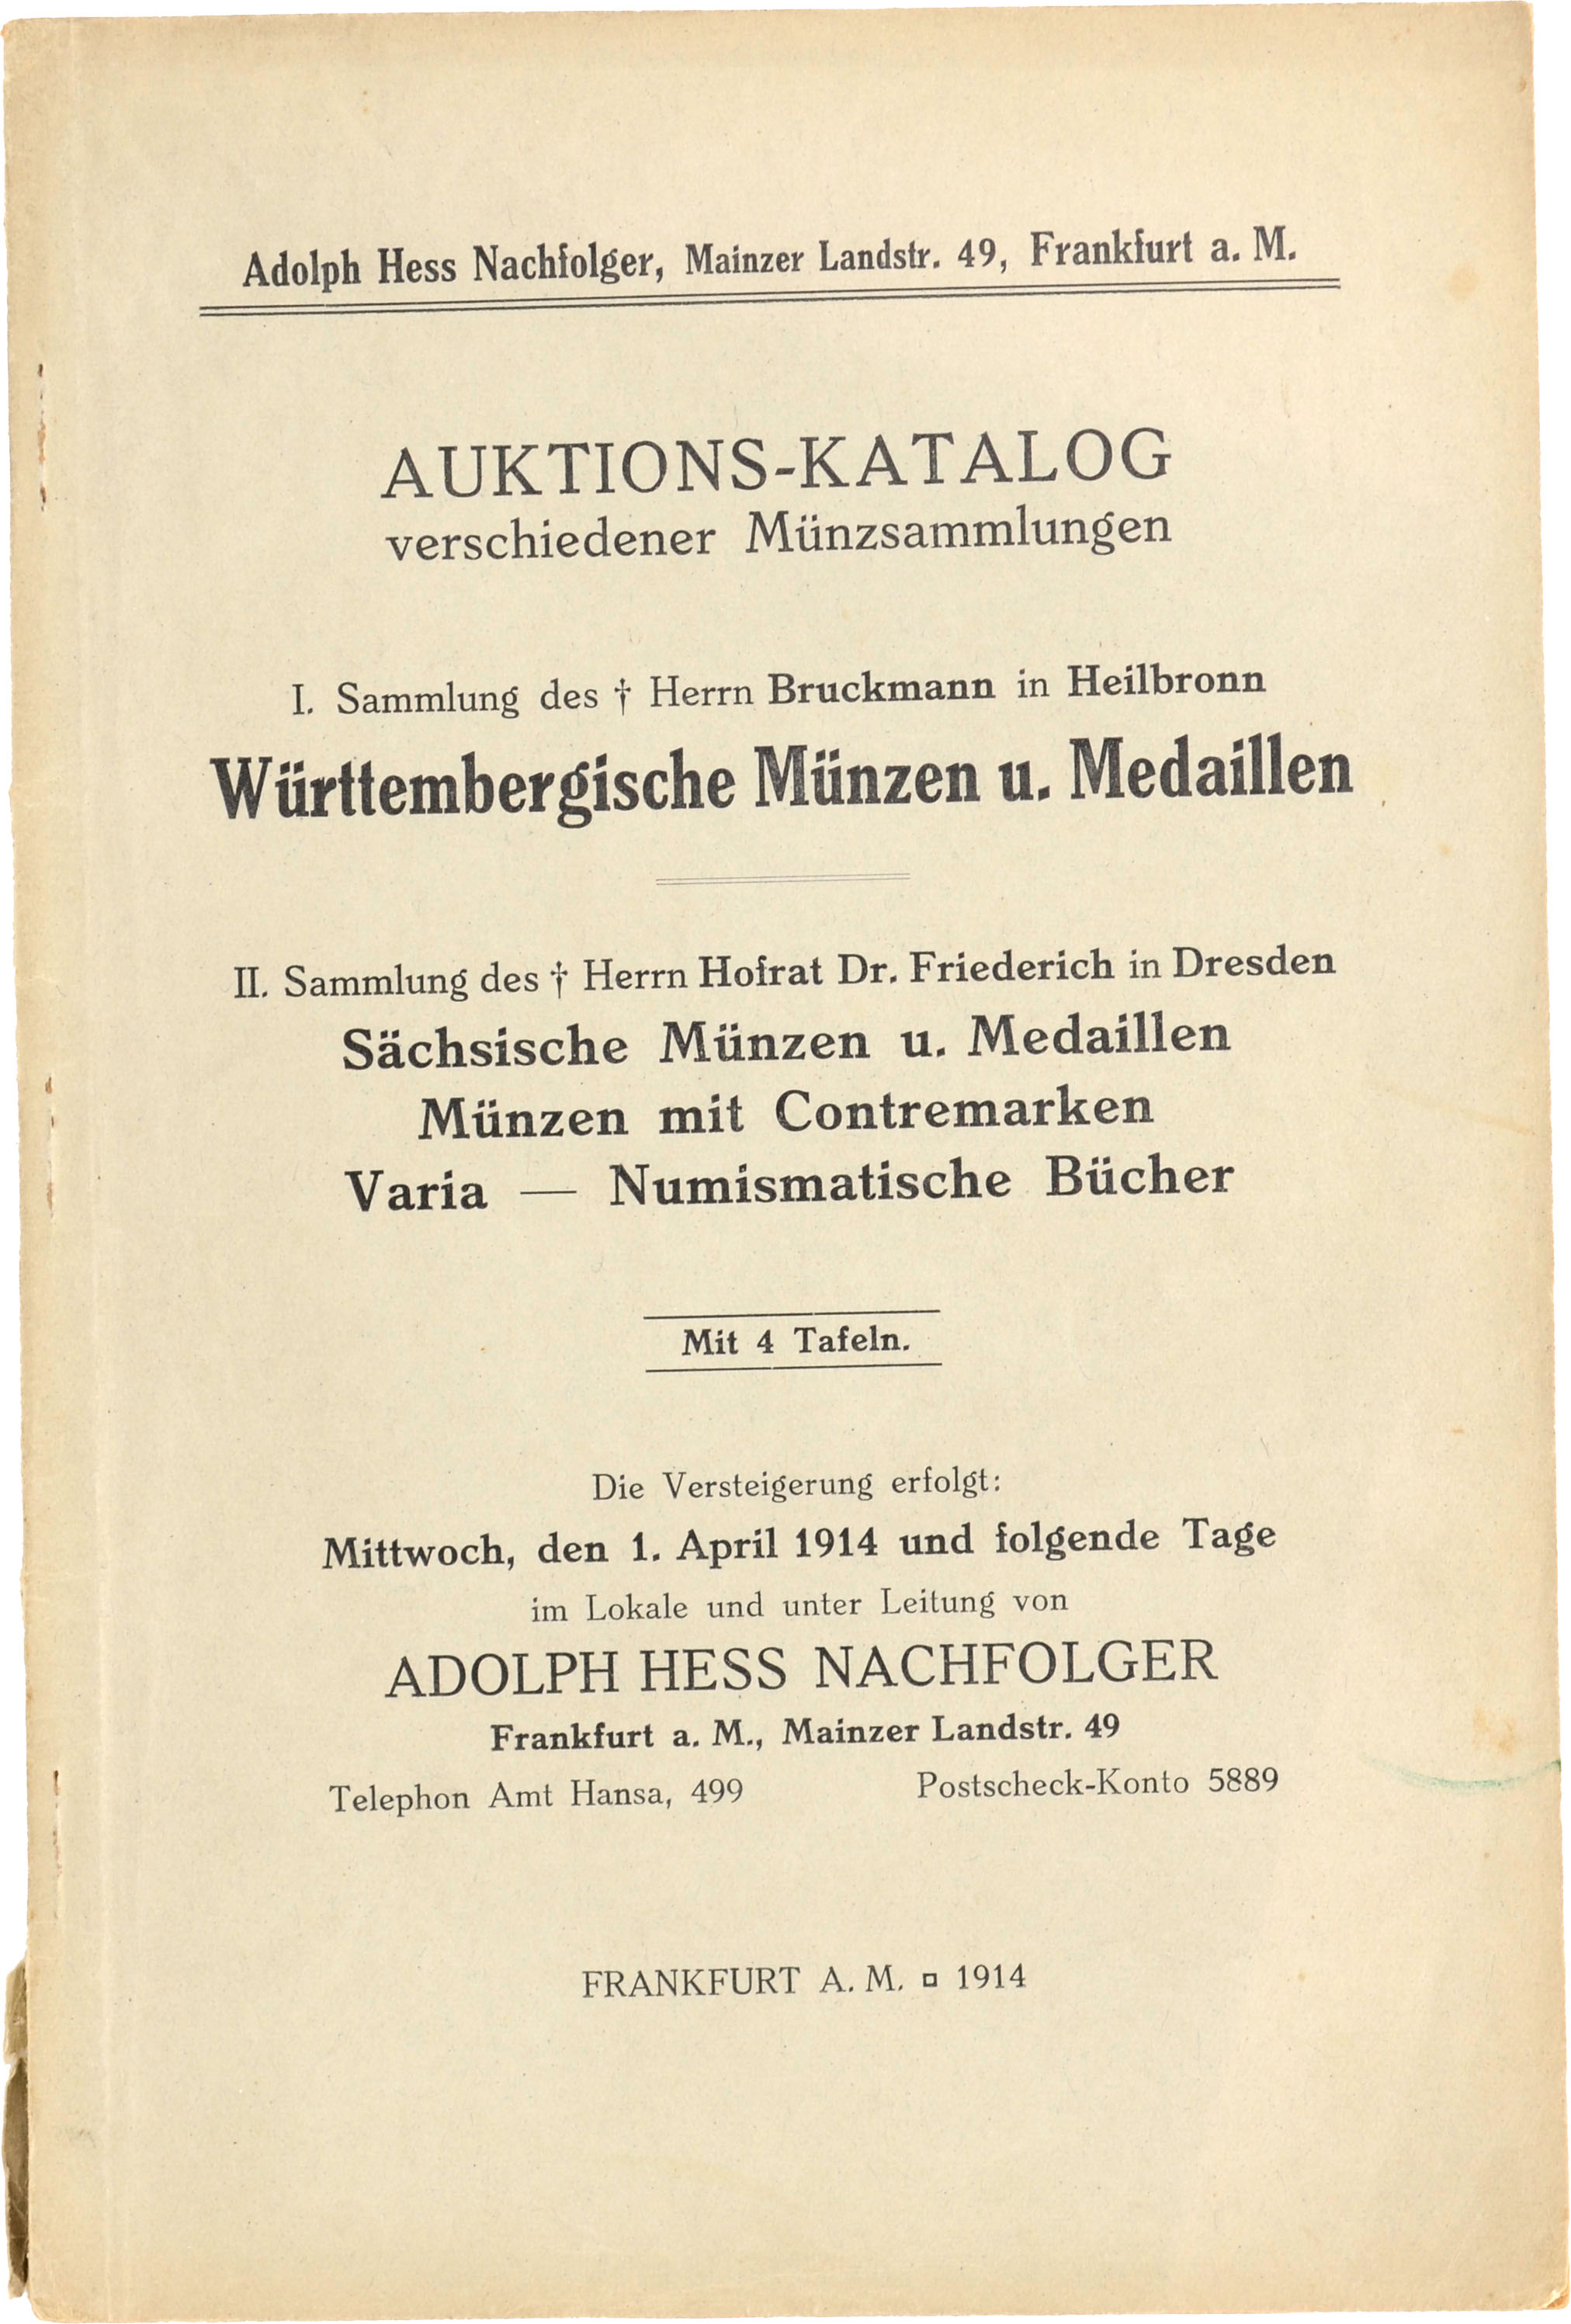 Adolph Hess Nachfolger, Mainzer Landstr. 49, Frankfurt a. M.
AUKTIONS-KATALOG
verschiedener Münzsammlungen
I. Sammlung des † Herrn Bruckmann in Heilbronn
Württembergische Münzen u. Medaillen
II. Sammlung des † Herrn Hofrat Dr. Friederich in Dresden
Sächsische Münzen u. Medaillen
Münzen mit Contremarken
Varia — Numismatische Bücher
Mit 4 Tafeln.
Die Versteigerung erfolgt:
Mittwoch, den 1. April 1914 und folgende Tage
im Lokale und unter Leitung von
ADOLPH HESS NACHFOLGER
Frankfurt a. M., Mainzer Landstr. 49
Telephon Amt Hansa, 499 Postscheck-Konto 5889
FRANKFURT A. M. ▫ 1914